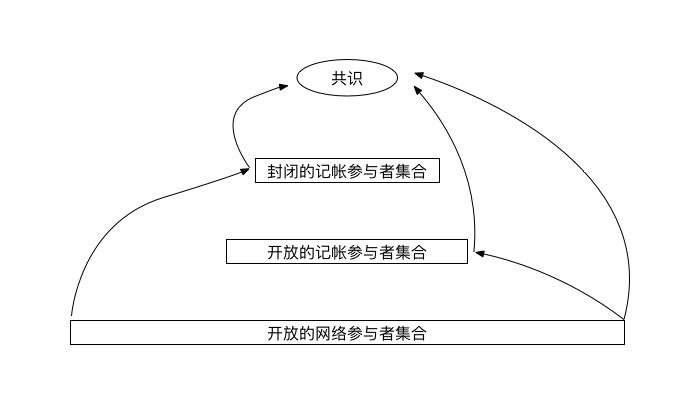 共识
封闭的记帐参与者集合
开放的记帐参与者集合
开放的网络参与者集合